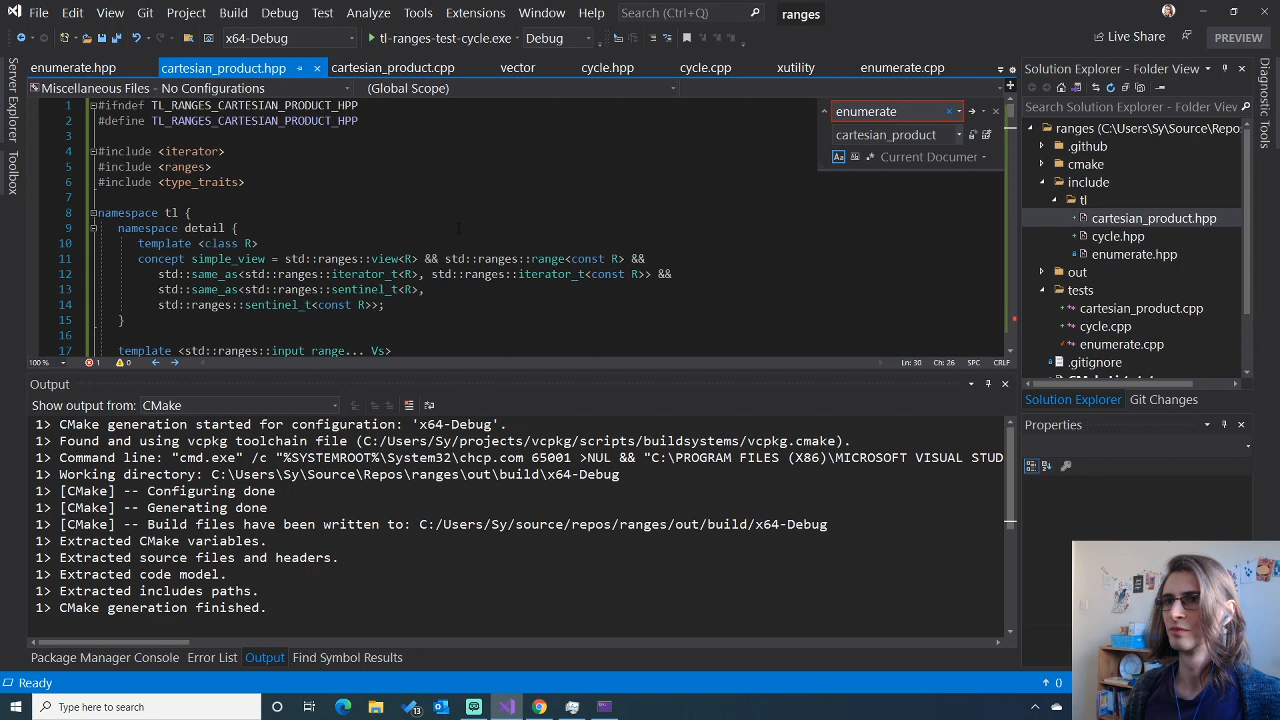 File Edit View Git Project Build Debug Test Analyze Tools Extensions Window Help Search (Ctrl+Q) ranges
x64-Debug tl-ranges-test-cycle.exe Debug Live Share PREVIEW
enumerate.hpp cartesian_product.hpp cartesian_product.cpp vector cycle.hpp cycle.cpp xutility enumerate.cpp
Miscellaneous Files - No Configurations (Global Scope)
Server Explorer
Toolbox
1 #ifndef TL_RANGES_CARTESIAN_PRODUCT_HPP
2 #define TL_RANGES_CARTESIAN_PRODUCT_HPP
3
4 #include <iterator>
5 #include <ranges>
6 #include <type_traits>
7
8 namespace tl {
9 namespace detail {
10 template <class R>
11 concept simple_view = std::ranges::view<R> && std::ranges::range<const R> &&
12 std::same_as<std::ranges::iterator_t<R>, std::ranges::iterator_t<const R>> &&
13 std::same_as<std::ranges::sentinel_t<R>,
14 std::ranges::sentinel_t<const R>>;
15 }
16
17 template <std::ranges::input_range... Vs>
enumerate
cartesian_product
Aa Current Documen
100 % 1 0 Ln: 30 Ch: 26 SPC CRLF
Output
Show output from: CMake
1> CMake generation started for configuration: 'x64-Debug'.
1> Found and using vcpkg toolchain file (C:/Users/Sy/projects/vcpkg/scripts/buildsystems/vcpkg.cmake).
1> Command line: "cmd.exe" /c "%SYSTEMROOT%\System32\chcp.com 65001 >NUL && "C:\PROGRAM FILES (X86)\MICROSOFT VISUAL STUD
1> Working directory: C:\Users\Sy\Source\Repos\ranges\out\build\x64-Debug
1> [CMake] -- Configuring done
1> [CMake] -- Generating done
1> [CMake] -- Build files have been written to: C:/Users/Sy/source/repos/ranges/out/build/x64-Debug
1> Extracted CMake variables.
1> Extracted source files and headers.
1> Extracted code model.
1> Extracted includes paths.
1> CMake generation finished.
Package Manager Console Error List Output Find Symbol Results
Solution Explorer - Folder View
Search Solution Explorer - Folder View
ranges (C:\Users\Sy\Source\Repo
.github
cmake
include
tl
cartesian_product.hpp
cycle.hpp
enumerate.hpp
out
tests
cartesian_product.cpp
cycle.cpp
enumerate.cpp
.gitignore
Solution Explorer Git Changes
Properties
Diagnostic Tools
Ready 0
Type here to search
13